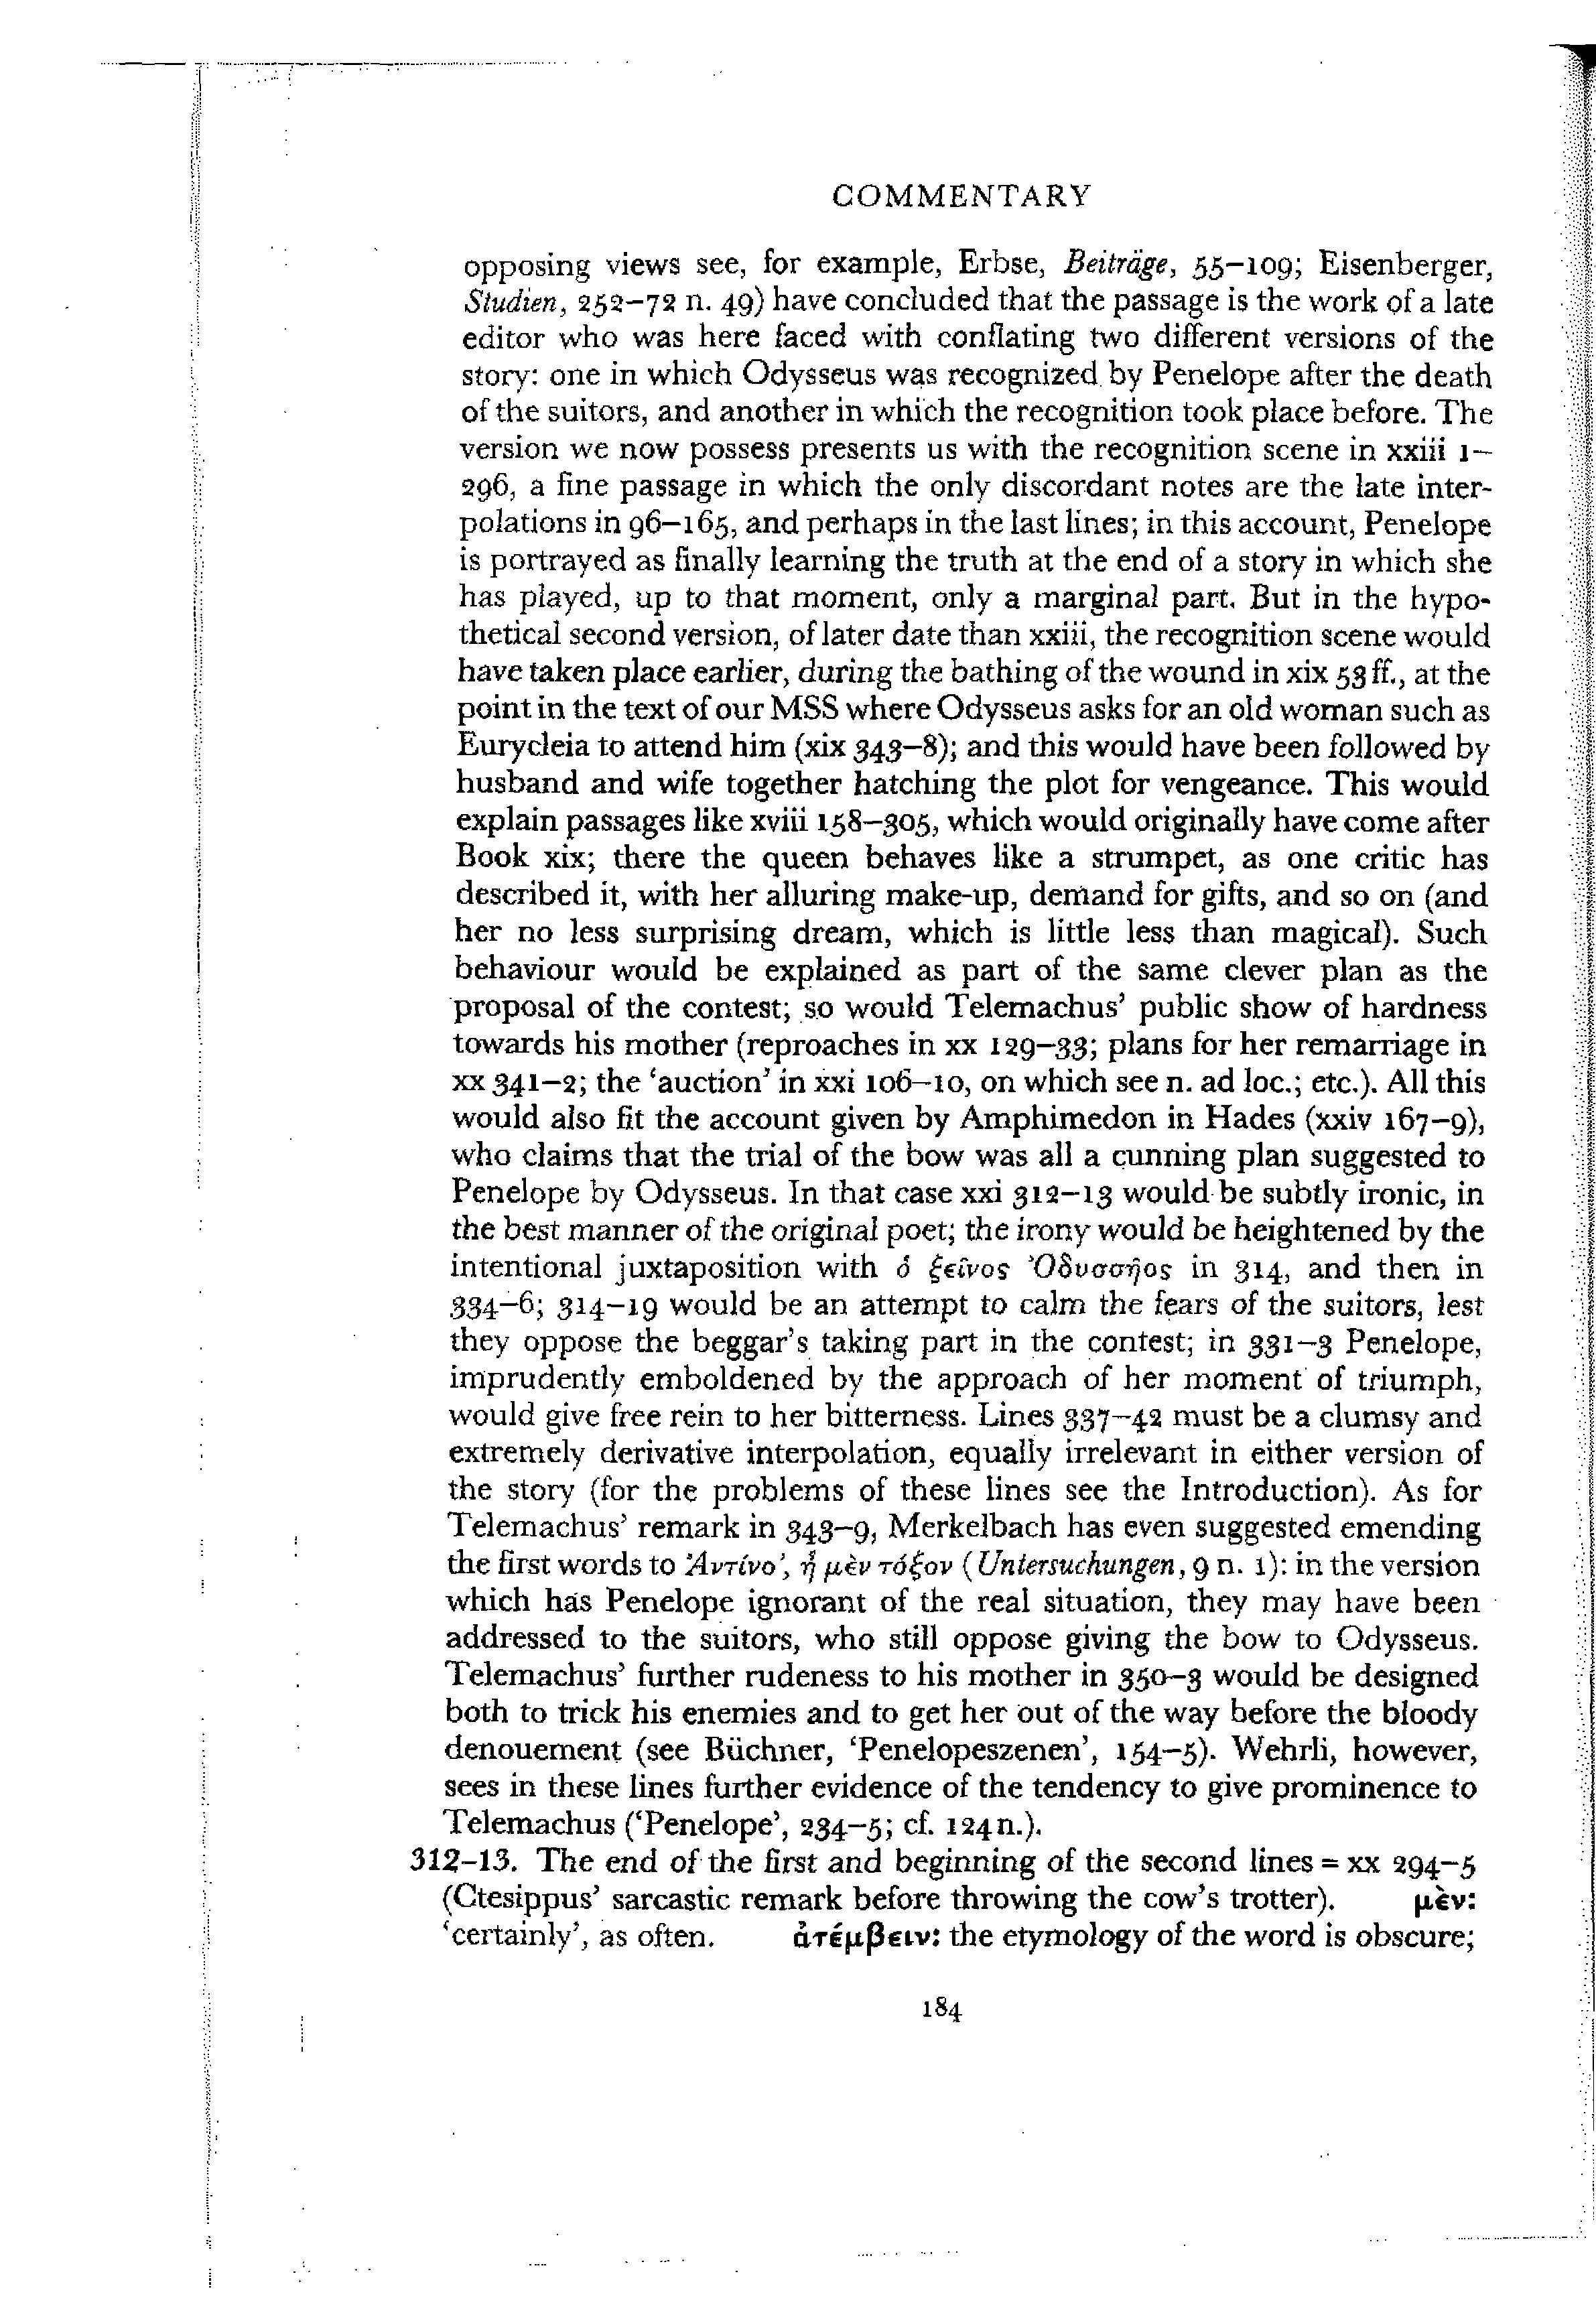 COMMENTARY
opposing views see, for example, Erbse, Beiträge, 55–109; Eisenberger,
Studien, 252–72 n. 49) have concluded that the passage is the work of a late
editor who was here faced with conflating two different versions of the
story: one in which Odysseus was recognized by Penelope after the death
of the suitors, and another in which the recognition took place before. The
version we now possess presents us with the recognition scene in xxiii 1–
296, a fine passage in which the only discordant notes are the late inter-
polations in 96–165, and perhaps in the last lines; in this account, Penelope
is portrayed as finally learning the truth at the end of a story in which she
has played, up to that moment, only a marginal part. But in the hypo-
thetical second version, of later date than xxiii, the recognition scene would
have taken place earlier, during the bathing of the wound in xix 53 ff., at the
point in the text of our MSS where Odysseus asks for an old woman such as
Eurycleia to attend him (xix 343–8); and this would have been followed by
husband and wife together hatching the plot for vengeance. This would
explain passages like xviii 158–305, which would originally have come after
Book xix; there the queen behaves like a strumpet, as one critic has
described it, with her alluring make-up, demand for gifts, and so on (and
her no less surprising dream, which is little less than magical). Such
behaviour would be explained as part of the same clever plan as the
proposal of the contest; so would Telemachus' public show of hardness
towards his mother (reproaches in xx 129–33; plans for her remarriage in
xx 341–2; the 'auction' in xxi 106–10, on which see n. ad loc.; etc.). All this
would also fit the account given by Amphimedon in Hades (xxiv 167–9),
who claims that the trial of the bow was all a cunning plan suggested to
Penelope by Odysseus. In that case xxi 312–13 would be subtly ironic, in
the best manner of the original poet; the irony would be heightened by the
intentional juxtaposition with ὁ ξεῖνος Ὀδυσσῆος in 314, and then in
334–6; 314–19 would be an attempt to calm the fears of the suitors, lest
they oppose the beggar's taking part in the contest; in 331–3 Penelope,
imprudently emboldened by the approach of her moment of triumph,
would give free rein to her bitterness. Lines 337–42 must be a clumsy and
extremely derivative interpolation, equally irrelevant in either version of
the story (for the problems of these lines see the Introduction). As for
Telemachus' remark in 343–9, Merkelbach has even suggested emending
the first words to Ἀντίνο', ἦ μὲν τόξον (Untersuchungen, 9 n. 1): in the version
which has Penelope ignorant of the real situation, they may have been
addressed to the suitors, who still oppose giving the bow to Odysseus.
Telemachus' further rudeness to his mother in 350–3 would be designed
both to trick his enemies and to get her out of the way before the bloody
denouement (see Büchner, 'Penelopeszenen', 154–5). Wehrli, however,
sees in these lines further evidence of the tendency to give prominence to
Telemachus ('Penelope', 234–5; cf. 124 n.).
312–13. The end of the first and beginning of the second lines = xx 294–5
(Ctesippus' sarcastic remark before throwing the cow's trotter). μὲν:
'certainly', as often. ἀτέμβειν: the etymology of the word is obscure;
184